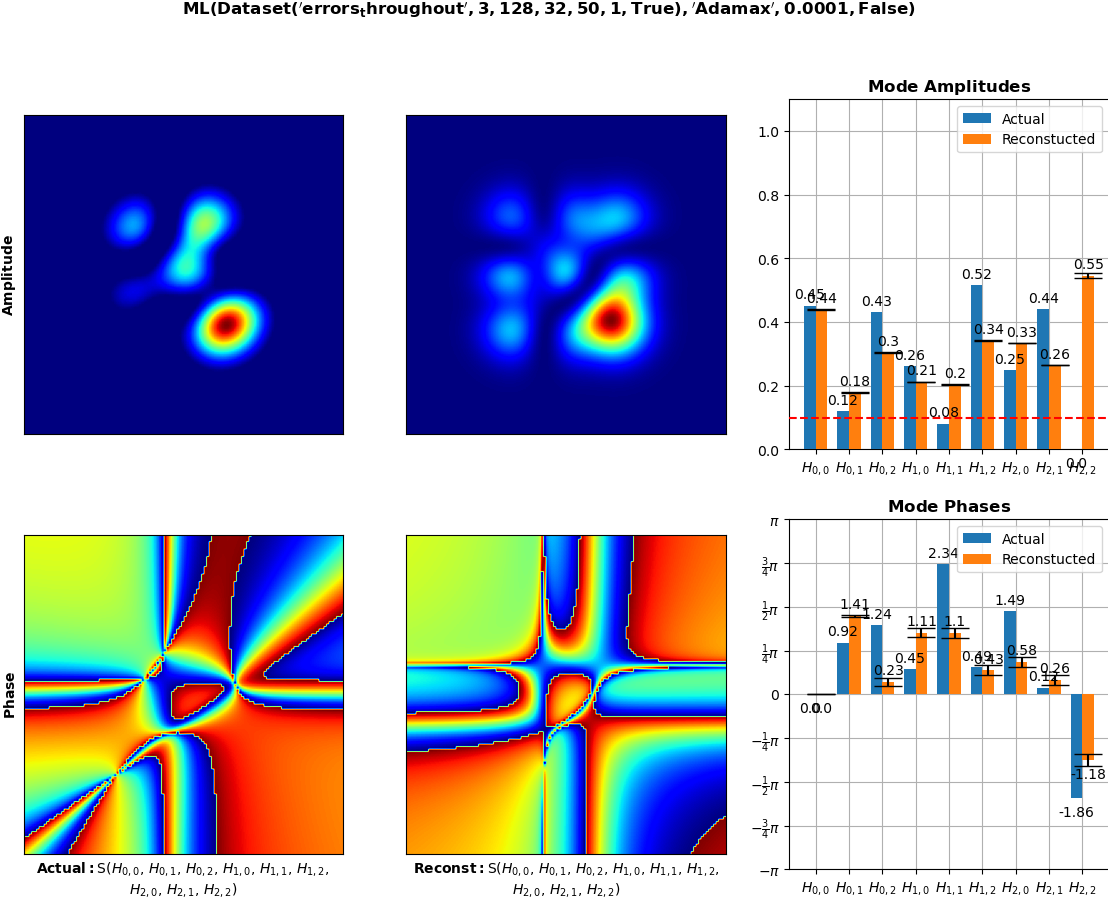 ML(Dataset('errors_throughout', 3, 128, 32, 50, 1, True), 'Adamax', 0.0001, False)
Amplitude
Mode Amplitudes
Actual
Reconstucted
1.0
0.8
0.6
0.4
0.2
0.0
0.45
0.44
0.12
0.18
0.43
0.3
0.26
0.21
0.08
0.2
0.52
0.34
0.25
0.33
0.44
0.26
0.0
0.55
H0,0 H0,1 H0,2 H1,0 H1,1 H1,2 H2,0 H2,1 H2,2
Phase
Actual: S(H0,0, H0,1, H0,2, H1,0, H1,1, H1,2,
H2,0, H2,1, H2,2)
Reconst: S(H0,0, H0,1, H0,2, H1,0, H1,1, H1,2,
H2,0, H2,1, H2,2)
Mode Phases
Actual
Reconstucted
π
3/4π
1/2π
1/4π
0
−1/4π
−1/2π
−3/4π
−π
0.0
0.0
0.92
1.41
1.24
0.23
0.45
1.11
2.34
1.1
0.49
0.43
1.49
0.58
0.26
-1.86
-1.18
H0,0 H0,1 H0,2 H1,0 H1,1 H1,2 H2,0 H2,1 H2,2